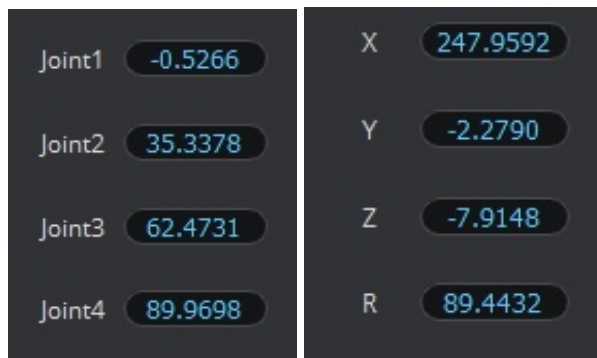 Joint1 -0.5266
Joint2 35.3378
Joint3 62.4731
Joint4 89.9698
X 247.9592
Y -2.2790
Z -7.9148
R 89.4432